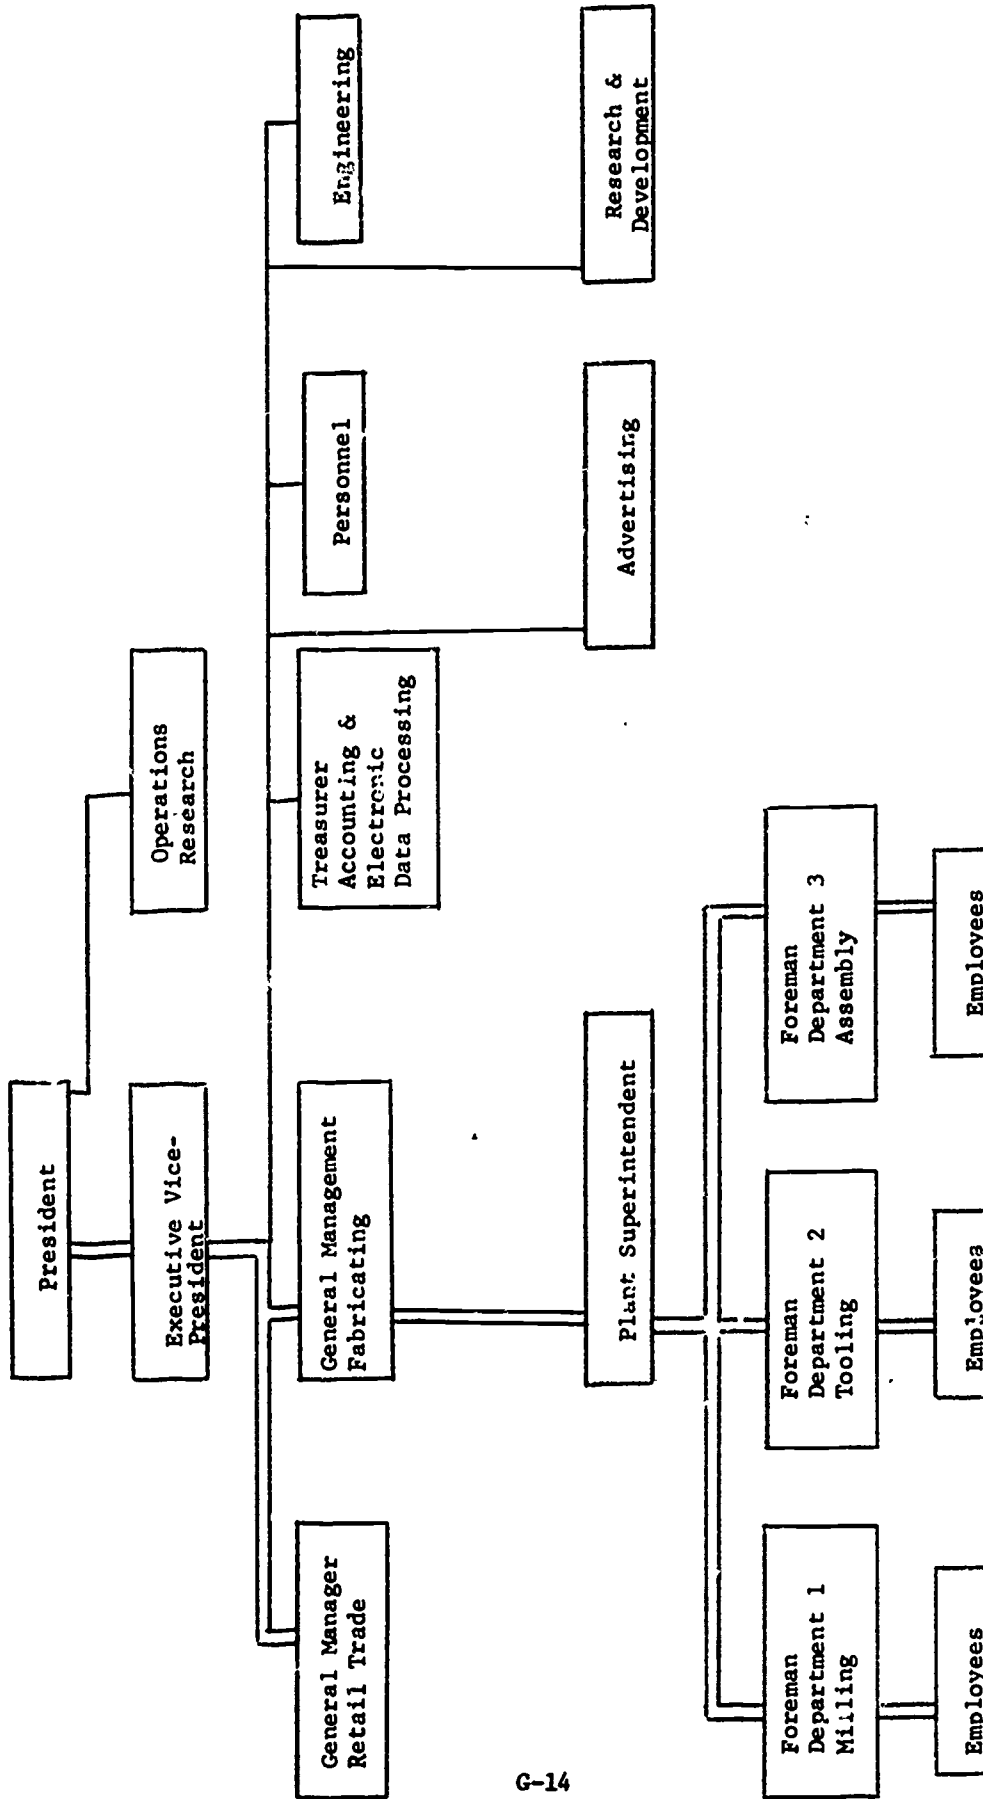 President
Executive Vice-
President
Operations
Research
General Manager
Retail Trade
General Management
Fabricating
Treasurer
Accounting &
Electronic
Data Processing
Personnel
Engineering
Plant Superintendent
Advertising
Research &
Development
Foreman
Department 1
Milling
Foreman
Department 2
Tooling
Foreman
Department 3
Assembly
Employees
Employees
Employees
G-14